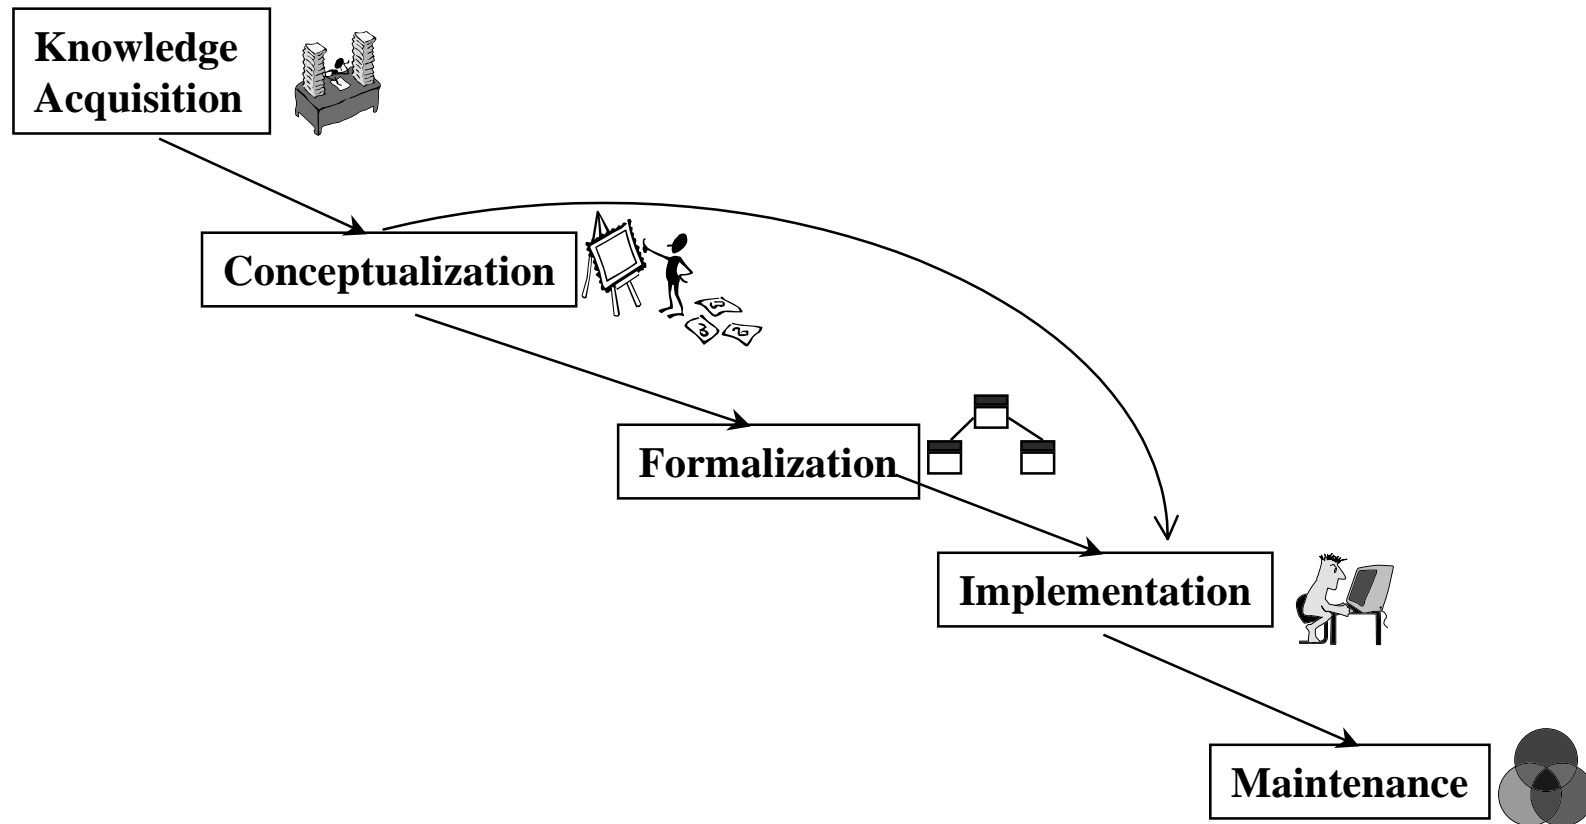 Knowledge
Acquisition
Conceptualization
Formalization
Implementation
Maintenance